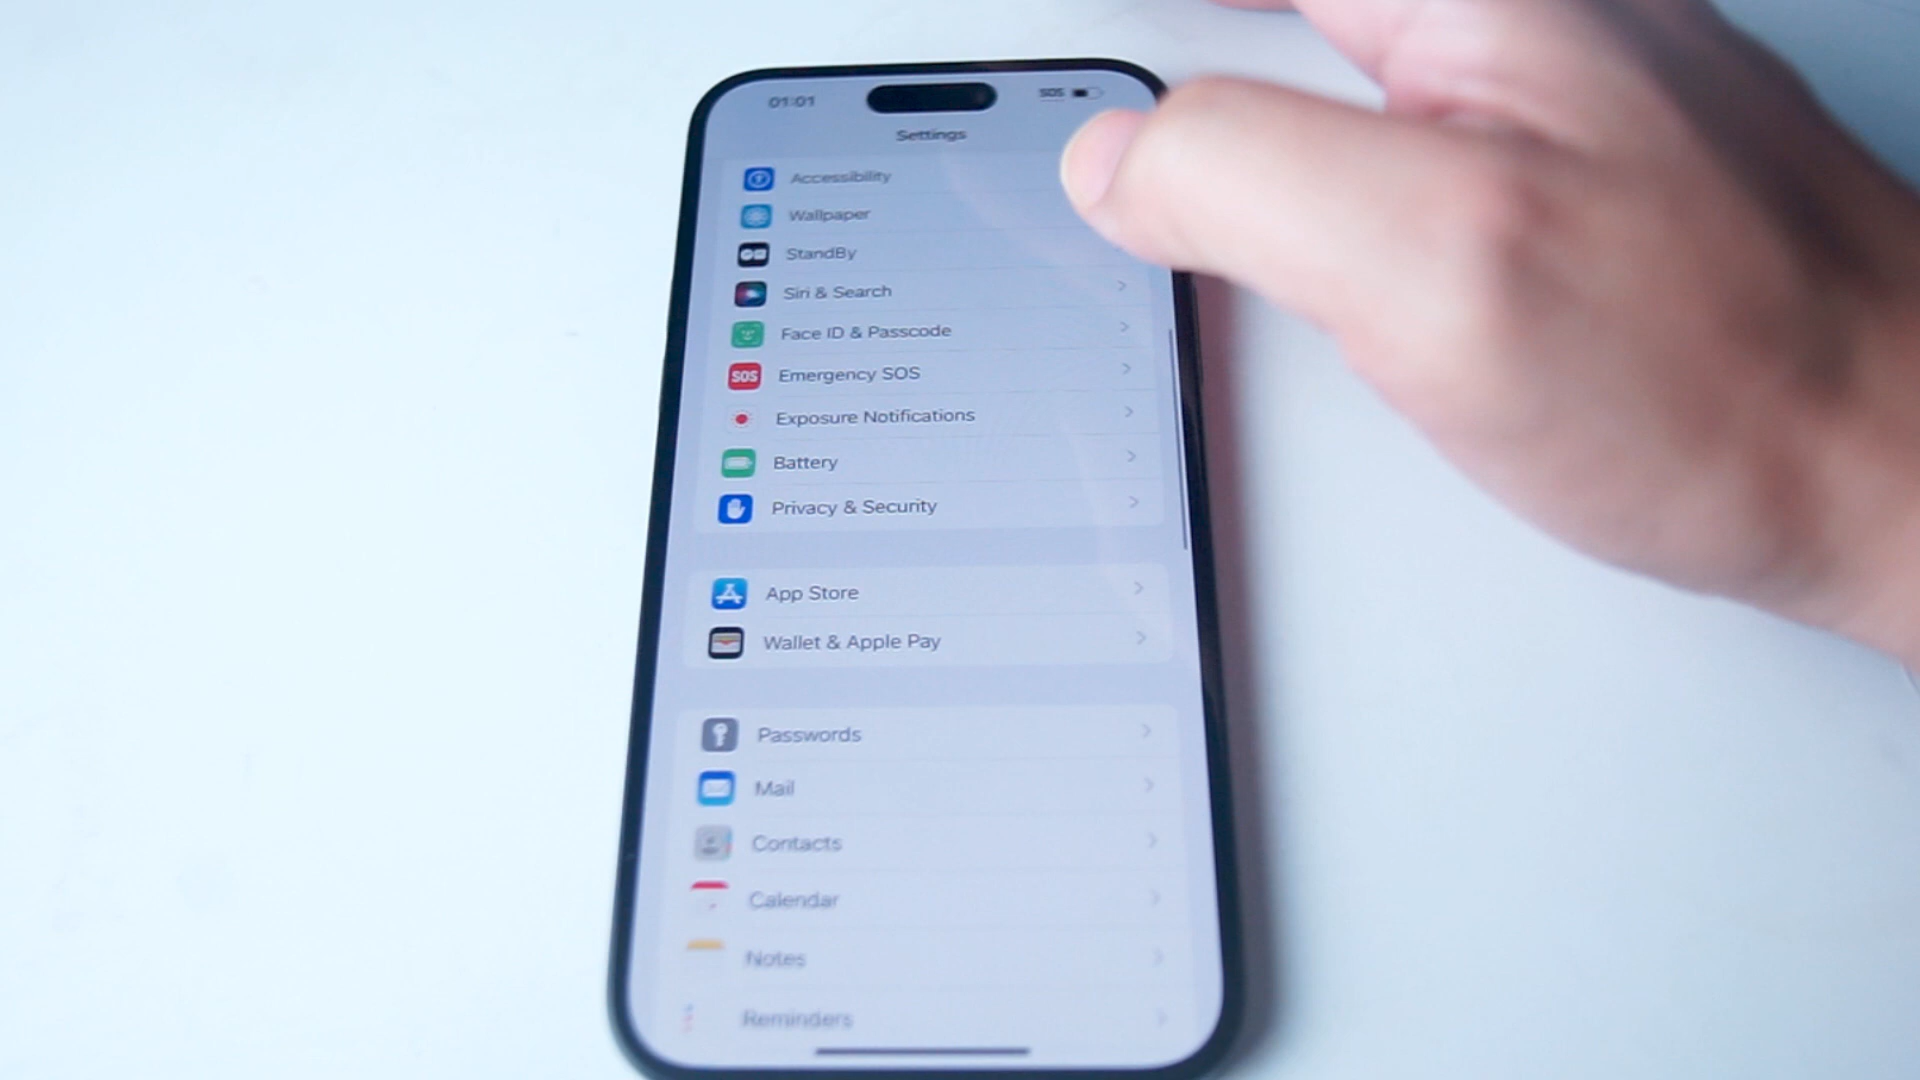 01:01
SOS
Settings
Accessibility
Wallpaper
StandBy
Siri & Search
Face ID & Passcode
SOS
Emergency SOS
Exposure Notifications
Battery
Privacy & Security
App Store
Wallet & Apple Pay
Passwords
Mail
Contacts
Calendar
Notes
Reminders